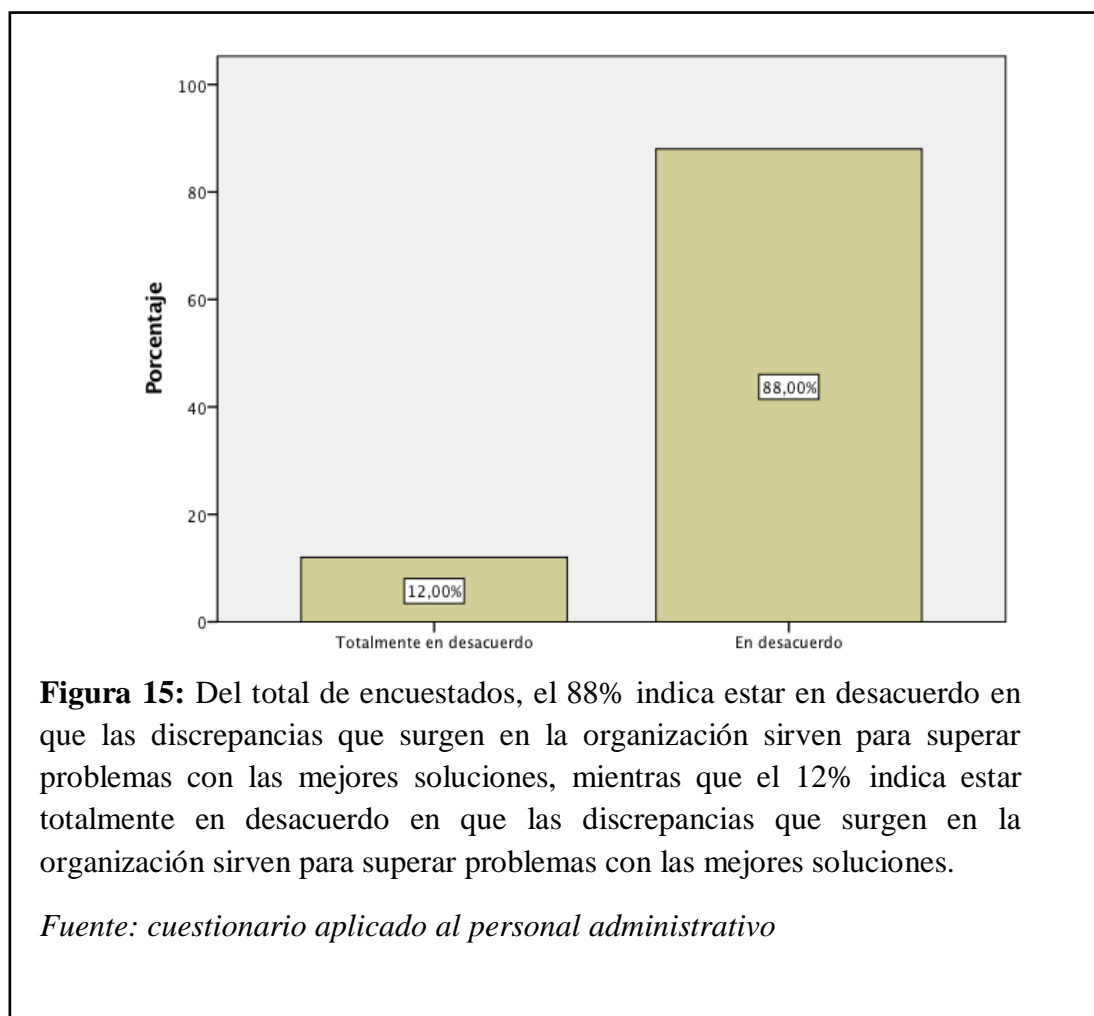 100
80
60
40
20
0
Porcentaje
12,00%
88,00%
Totalmente en desacuerdo
En desacuerdo
Figura 15: Del total de encuestados, el 88% indica estar en desacuerdo en
que las discrepancias que surgen en la organización sirven para superar
problemas con las mejores soluciones, mientras que el 12% indica estar
totalmente en desacuerdo en que las discrepancias que surgen en la
organización sirven para superar problemas con las mejores soluciones.
Fuente: cuestionario aplicado al personal administrativo